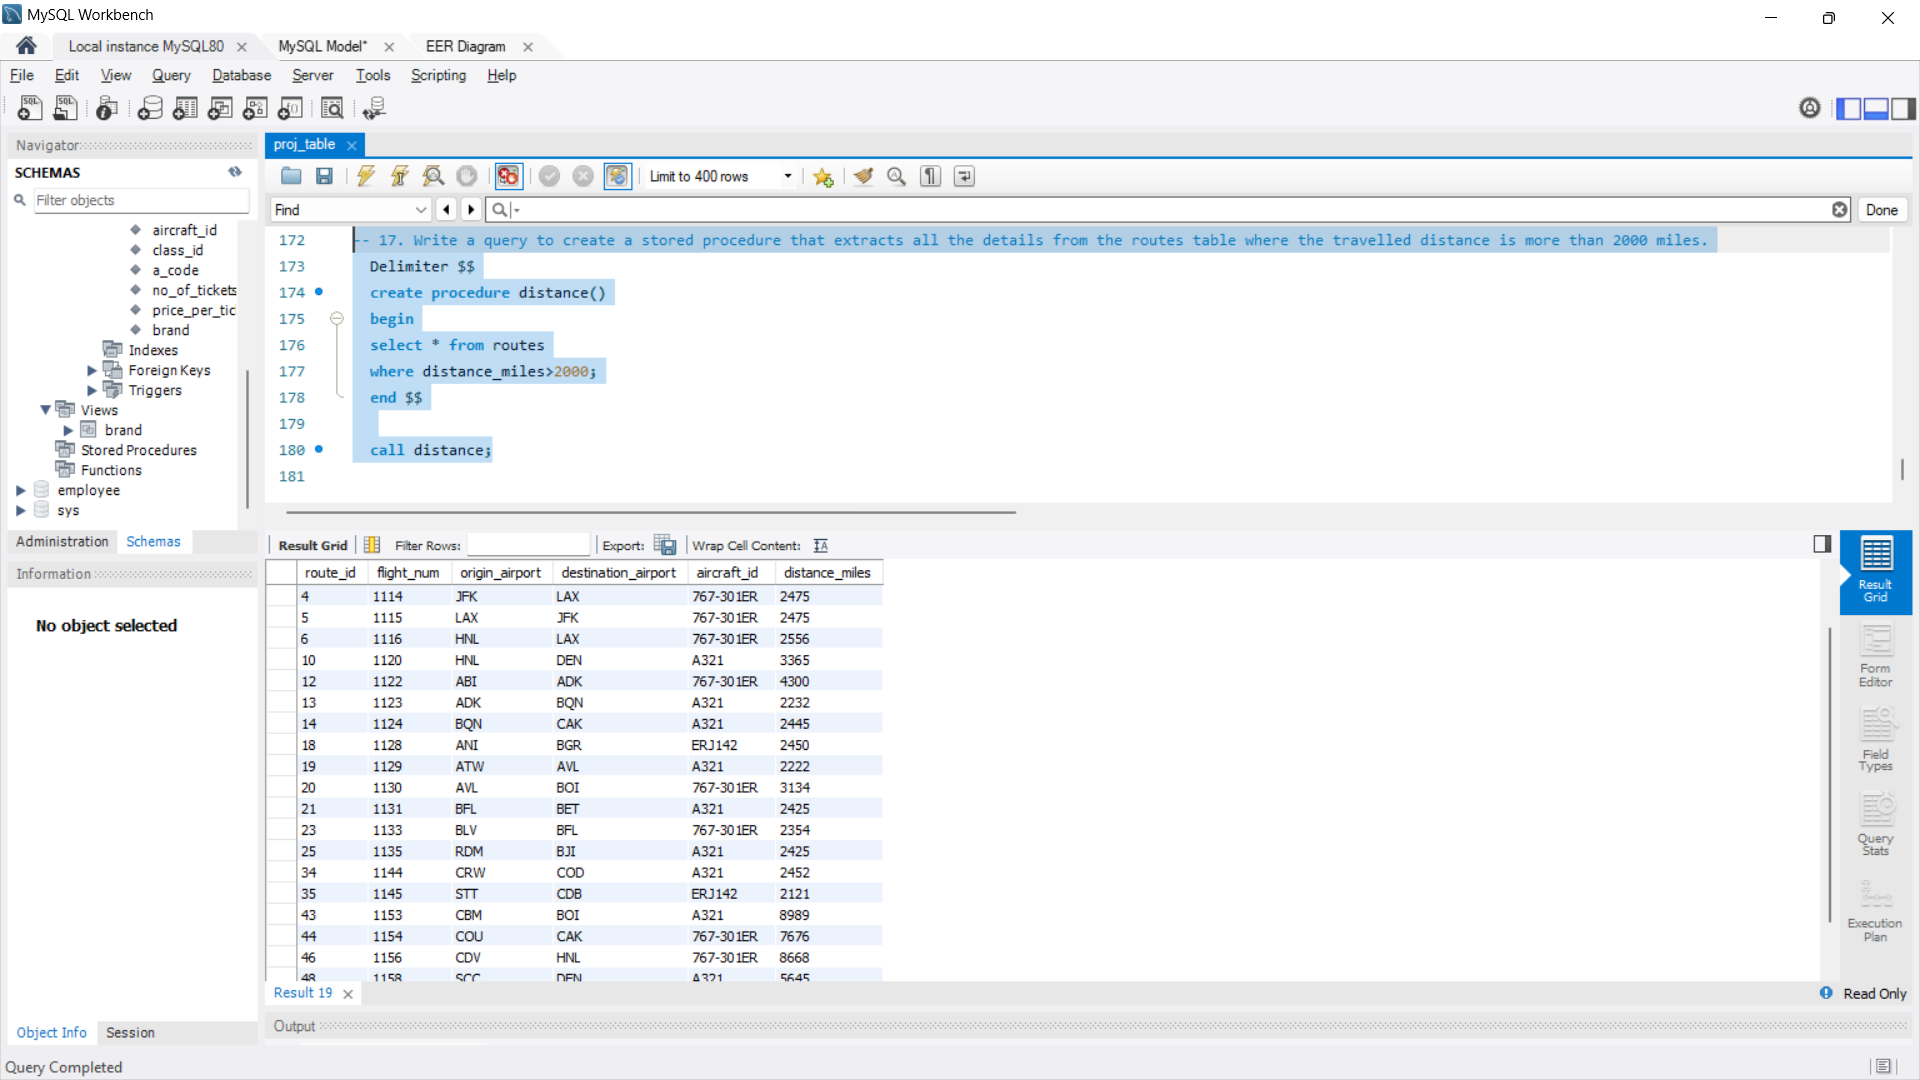 MySQL Workbench
Local instance MySQL80
MySQL Model*
EER Diagram
File Edit View Query Database Server Tools Scripting Help
Navigator
SCHEMAS
Filter objects
aircraft_id
class_id
a_code
no_of_tickets
price_per_tic
brand
Indexes
Foreign Keys
Triggers
Views
brand
Stored Procedures
Functions
employee
sys
Administration Schemas
Information
No object selected
Object Info Session
Query Completed
proj_table
Limit to 400 rows
Find
Done
172 -- 17. Write a query to create a stored procedure that extracts all the details from the routes table where the travelled distance is more than 2000 miles.
173 Delimiter $$
174 create procedure distance()
175 begin
176 select * from routes
177 where distance_miles>2000;
178 end $$
179
180 call distance;
181
Result Grid Filter Rows: Export: Wrap Cell Content:
route_id flight_num origin_airport destination_airport aircraft_id distance_miles
4 1114 JFK LAX 767-301ER 2475
5 1115 LAX JFK 767-301ER 2475
6 1116 HNL LAX 767-301ER 2556
10 1120 HNL DEN A321 3365
12 1122 ABI ADK 767-301ER 4300
13 1123 ADK BQN A321 2232
14 1124 BQN CAK A321 2445
18 1128 ANI BGR ERJ142 2450
19 1129 ATW AVL A321 2222
20 1130 AVL BOI 767-301ER 3134
21 1131 BFL BET A321 2425
23 1133 BLV BFL 767-301ER 2354
25 1135 RDM BJI A321 2425
34 1144 CRW COD A321 2452
35 1145 STT CDB ERJ142 2121
43 1153 CBM BOI A321 8989
44 1154 COU CAK 767-301ER 7676
46 1156 CDV HNL 767-301ER 8668
48 1158 SCC DEN A321 5645
Result 19
Read Only
Output
Result
Grid
Form
Editor
Field
Types
Query
Stats
Execution
Plan